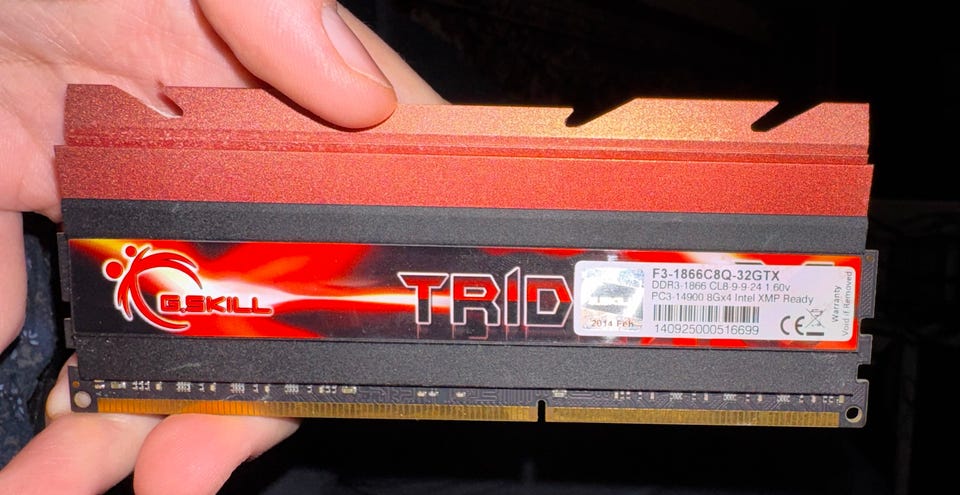 G.SKILL
TRID
F3-1866C8Q-32GTX
DDR3-1866 CL8-9-9-24 1.60v
PC3-14900 8Gx4 Intel XMP Ready
2014 Feb
140925000516699
CE
Warranty
Void if Removed